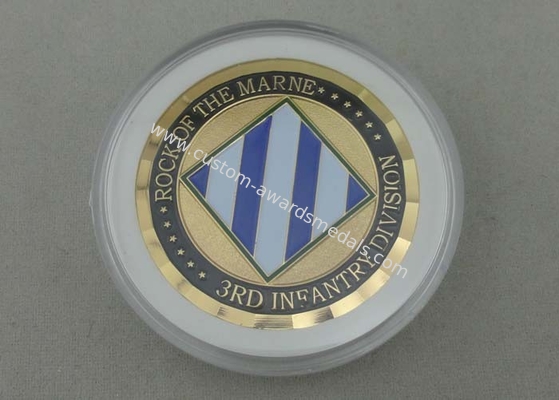 ROCK OF THE MARNE
3RD INFANTRY DIVISION
www.custom-awardsmedals.com